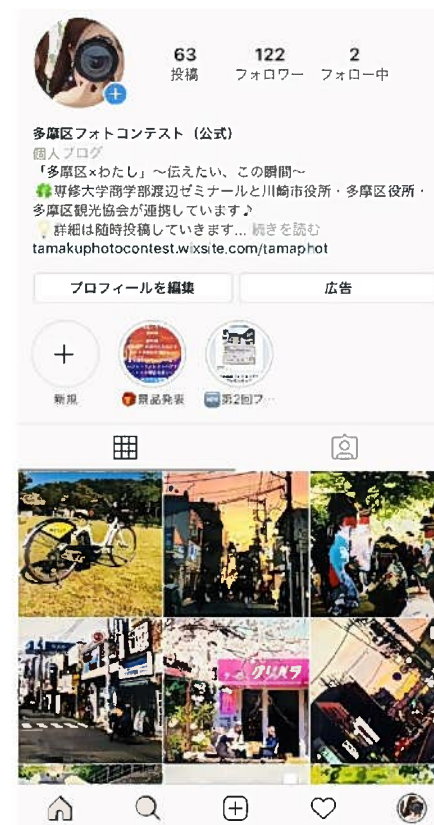 63
122
2
投稿
フォロワー
フォロー中
多摩区フォトコンテスト（公式）
個人ブログ
「多摩区×わたし」〜伝えたい、この瞬間〜
🍀専修大学商学部渡辺ゼミナールと川崎市役所・多摩区役所・
多摩区観光協会が連携しています♪
💡詳細は随時投稿していきます... 続きを読む
tamakuphotocontest.wixsite.com/tamaphot
プロフィールを編集
広告
新規
🎁景品発表
🆕第2回フ…
クリハラ